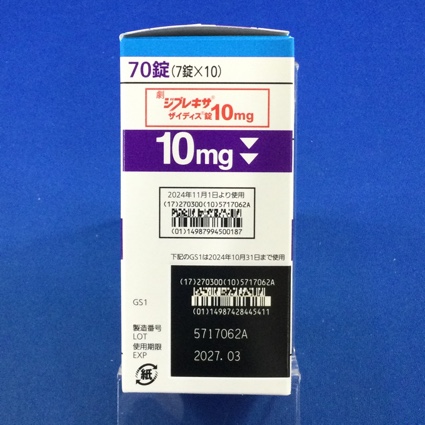 70錠(7錠×10)
劇 ジプレキサ®
ザイディス®錠10mg
10mg
2024年11月1日より使用
(17)270300(10)5717062A
(01)14987994500187
下記のGS1は2024年10月31日まで使用
(17)270300(10)5717062A
GS1
(01)14987428445411
製造番号
LOT 5717062A
使用期限
EXP 2027.03
紙